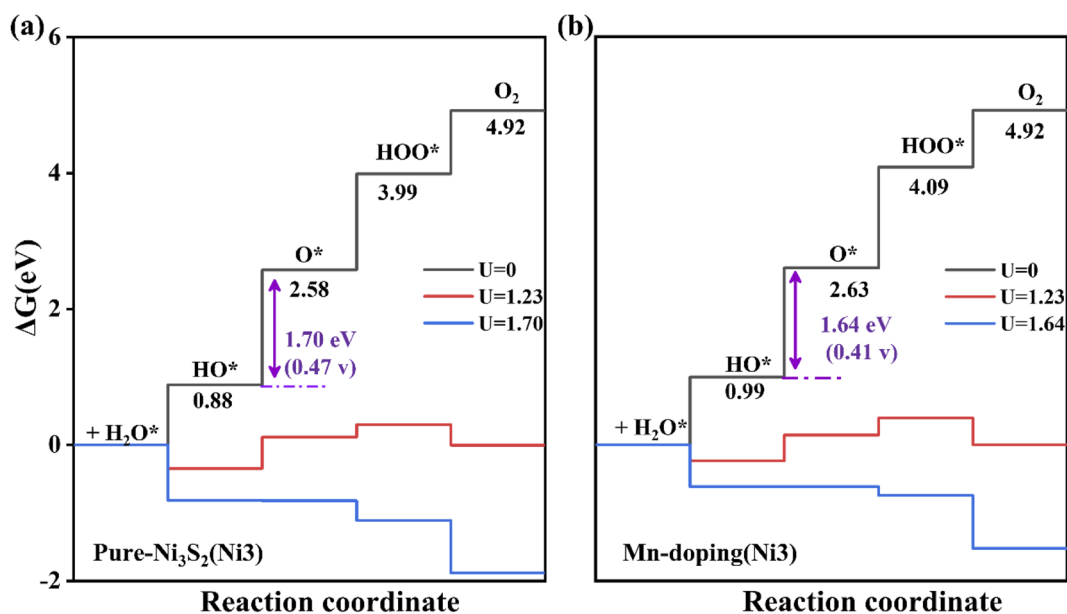 (a)
6
4
2
0
-2
ΔG(eV)
O₂
4.92
HOO*
3.99
O*
2.58
U=0
U=1.23
U=1.70
1.70 eV
(0.47 v)
HO*
0.88
+ H₂O*
Pure-Ni₃S₂(Ni3)
Reaction coordinate
(b)
O₂
4.92
HOO*
4.09
O*
2.63
U=0
U=1.23
U=1.64
1.64 eV
(0.41 v)
HO*
0.99
+ H₂O*
Mn-doping(Ni3)
Reaction coordinate